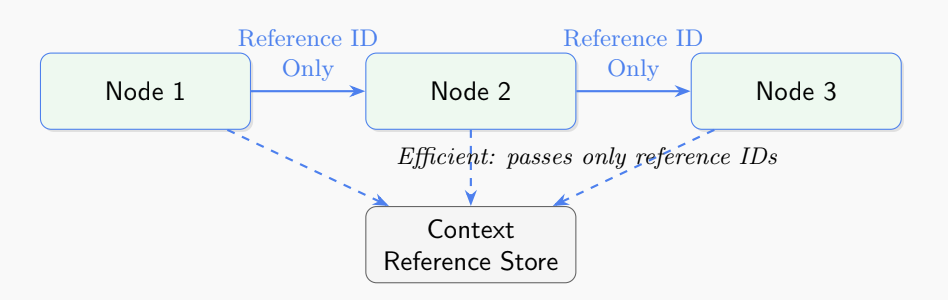 Reference ID
Only
Reference ID
Only
Node 1
Node 2
Node 3
Efficient: passes only reference IDs
Context
Reference Store